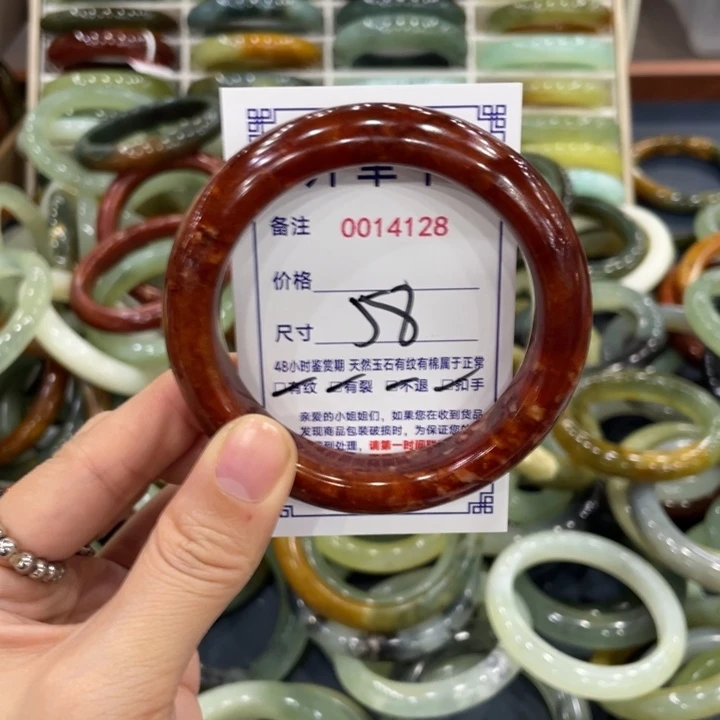 备注 0014128
价格
尺寸 58
48小时鉴赏期 天然玉石有纹有棉属于正常
□有纹 □有裂 □不退 □扣手
亲爱的小姐姐们，如果您在收到货品
发现商品包装破损时，为保证您的
到处理，请第一时间